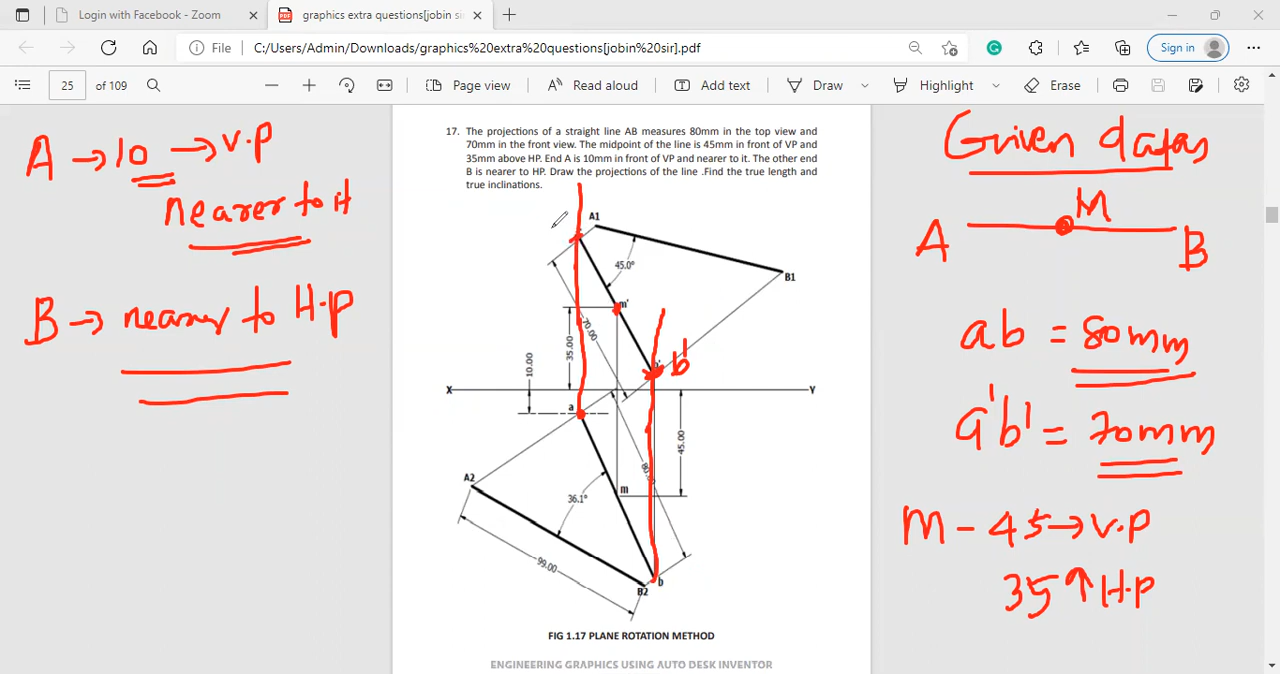 Login with Facebook - Zoom
graphics extra questions[jobin si
File
C:/Users/Admin/Downloads/graphics%20extra%20questions[jobin%20sir].pdf
Sign in
25
of 109
Page view
Read aloud
Add text
Draw
Highlight
Erase
17. The projections of a straight line AB measures 80mm in the top view and
70mm in the front view. The midpoint of the line is 45mm in front of VP and
35mm above HP. End A is 10mm in front of VP and nearer to it. The other end
B is nearer to HP. Draw the projections of the line .Find the true length and
true inclinations.
A → 10 → V.P
nearer to it
B → nearer to H.P
Given datas
M
A
B
ab = 80mm
a'b' = 70mm
M - 45 → V.P
35 ↑ H.P
A1
45.0°
B1
m'
70.00
35.00
10.00
b'
X
Y
a
45.00
A2
m
36.1°
99.00
b
B2
FIG 1.17 PLANE ROTATION METHOD
ENGINEERING GRAPHICS USING AUTO DESK INVENTOR